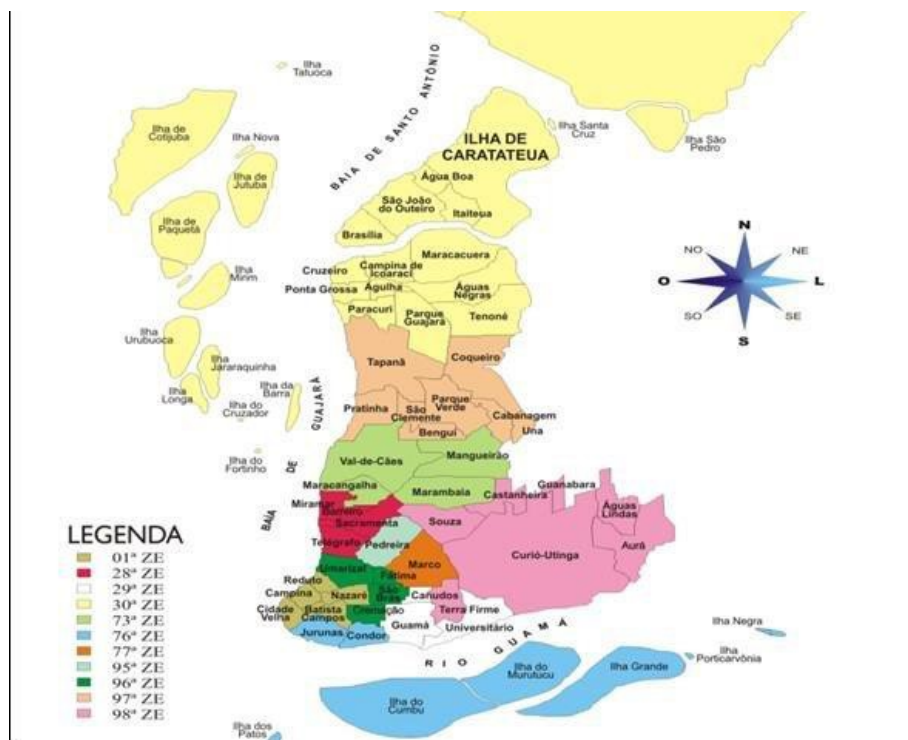 Ilha
Tatuoca
Ilha de
Cotijuba
Ilha Nova
Ilha de
Jutuba
BAIA DE SANTO ANTÔNIO
ILHA DE
CARATATEUA
Ilha Santa
Cruz
Ilha São
Pedro
Água Boa
São João
do Outeiro
Itaiteua
Brasília
Ilha de
Paquetá
Ilha
Mirim
Cruzeiro
Campina de
Icoaraci
Maracacuera
Ponta Grossa
Agulha
Águas
Negras
Paracuri
Parque
Guajará
Tenoné
N
NO
NE
O
L
SO
SE
S
Ilha
Urubuoca
Ilha
Jararaquinha
Ilha
Longa
Ilha da
Barra
Ilha do
Cruzador
Ilha do
Fortinho
BAÍA DE GUAJARÁ
Tapanã
Coqueiro
Pratinha
São
Clemente
Parque
Verde
Cabanagem
Bengui
Una
Val-de-Cães
Mangueirão
Maracangalha
Marambaia
Castanheira
Guanabara
Águas
Lindas
Miramar
Barreiro
Sacramenta
Souza
Telégrafo
Pedreira
Curió-Utinga
Aurá
Marco
Umarizal
Fátima
Reduto
São
Brás
Campina
Nazaré
Canudos
Cidade
Velha
Batista
Campos
Cremação
Terra Firme
Guamá
Universitário
Jurunas
Condor
RIO GUAMÁ
Ilha Negra
Ilha
Porticarvônia
Ilha do
Murutucu
Ilha Grande
Ilha do
Cumbu
Ilha dos
Patos
LEGENDA
01ª ZE
28ª ZE
29ª ZE
30ª ZE
73ª ZE
76ª ZE
77ª ZE
95ª ZE
96ª ZE
97ª ZE
98ª ZE